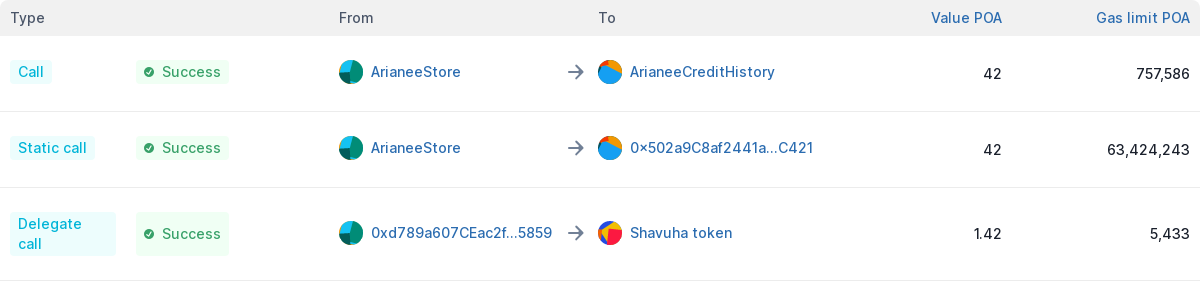 Type From To Value POA Gas limit POA
Call Success ArianeeStore ArianeeCreditHistory 42 757,586
Static call Success ArianeeStore 0x502a9C8af2441a...C421 42 63,424,243
Delegate call Success 0xd789a607CEac2f...5859 Shavuha token 1.42 5,433